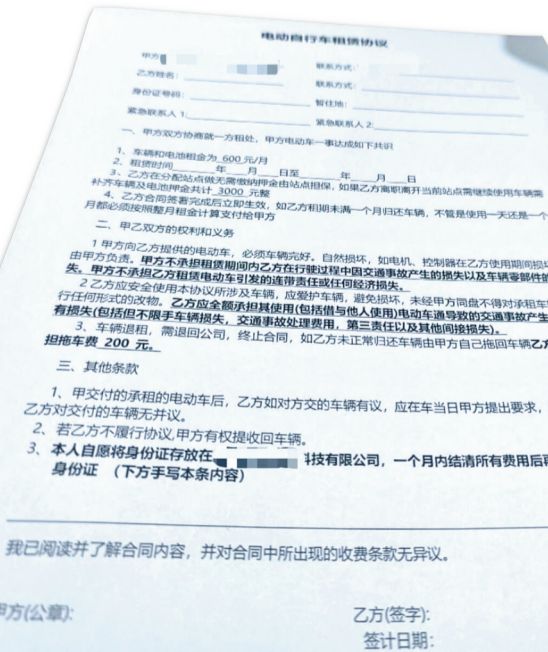 电动自行车租赁协议
甲方
联系方式:
乙方姓名:
联系方式:
身份证号码:
暂住地:
紧急联系人 1:
紧急联系人 2:
一、甲方双方协商就一方租处、甲方电动车一事达成如下共识
1、车辆和电池租金为 600 元/月
2、租赁时间 年 月 日至 年 月 日
3、乙方在分配站点做无需缴纳押金由站点担保，如果乙方离职离开当前站点需继续使用车辆需
补齐车辆及电池押金共计 3000 元整
4、乙方合同签署完成后立即生效，如乙方租期未满一个月归还车辆，不管是使用一天还是一个
月都必须按照整月租金计算支付给甲方
二、甲乙双方的权利和义务
1 甲方向乙方提供的电动车，必须车辆完好。自然损坏，如电机、控制器在乙方使用期间损坏
由甲方负责。甲方不承担租赁期间内乙方在行驶过程中因交通事故产生的损失以及车辆零部件的
失。甲方不承担乙方租赁电动车引发的连带责任或任何经济损失。
2 乙方应安全使用本协议所涉及车辆，应爱护车辆，避免损坏，未经甲方同盘不得对承租车
行任何形式的改物。乙方应全额承担其使用(包括借与他人使用)电动车通导致的交通事故产生
有损失(包括但不限手车辆损失，交通事故处理费用，第三责任以及其他间接损失)。
3、车辆退租，需退回公司，终止合同，如乙方未正常归还车辆由甲方自己拖回车辆乙方
担拖车费 200 元。
三、其他条款
1、甲交付的承租的电动车后，乙方如对方交的车辆有议，应在车当日甲方提出要求，
乙方对交付的车辆无并议。
2、若乙方不履行协议,甲方有权提收回车辆。
3、本人自愿将身份证存放在 科技有限公司，一个月内结清所有费用后再
身份证 （下方手写本条内容）
我已阅读并了解合同内容，并对合同中所出现的收费条款无异议。
甲方(公章):
乙方(签字):
签计日期: